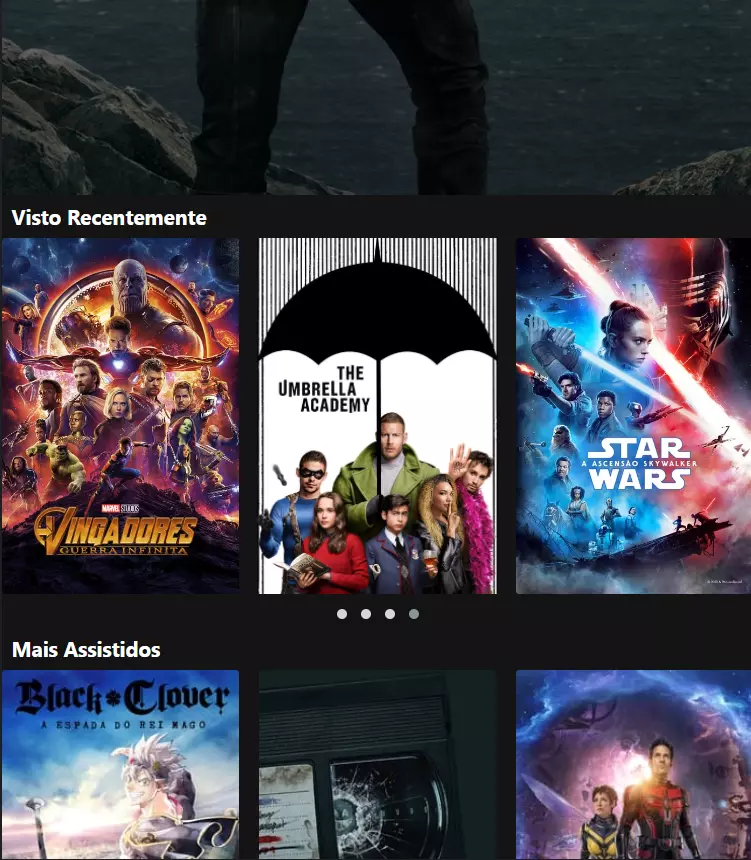 Visto Recentemente
MARVEL STUDIOS
VINGADORES
GUERRA INFINITA
THE
UMBRELLA
ACADEMY
STAR
A ASCENSÃO SKYWALKER
WARS
Mais Assistidos
Black Clover
A ESPADA DO REI MAGO